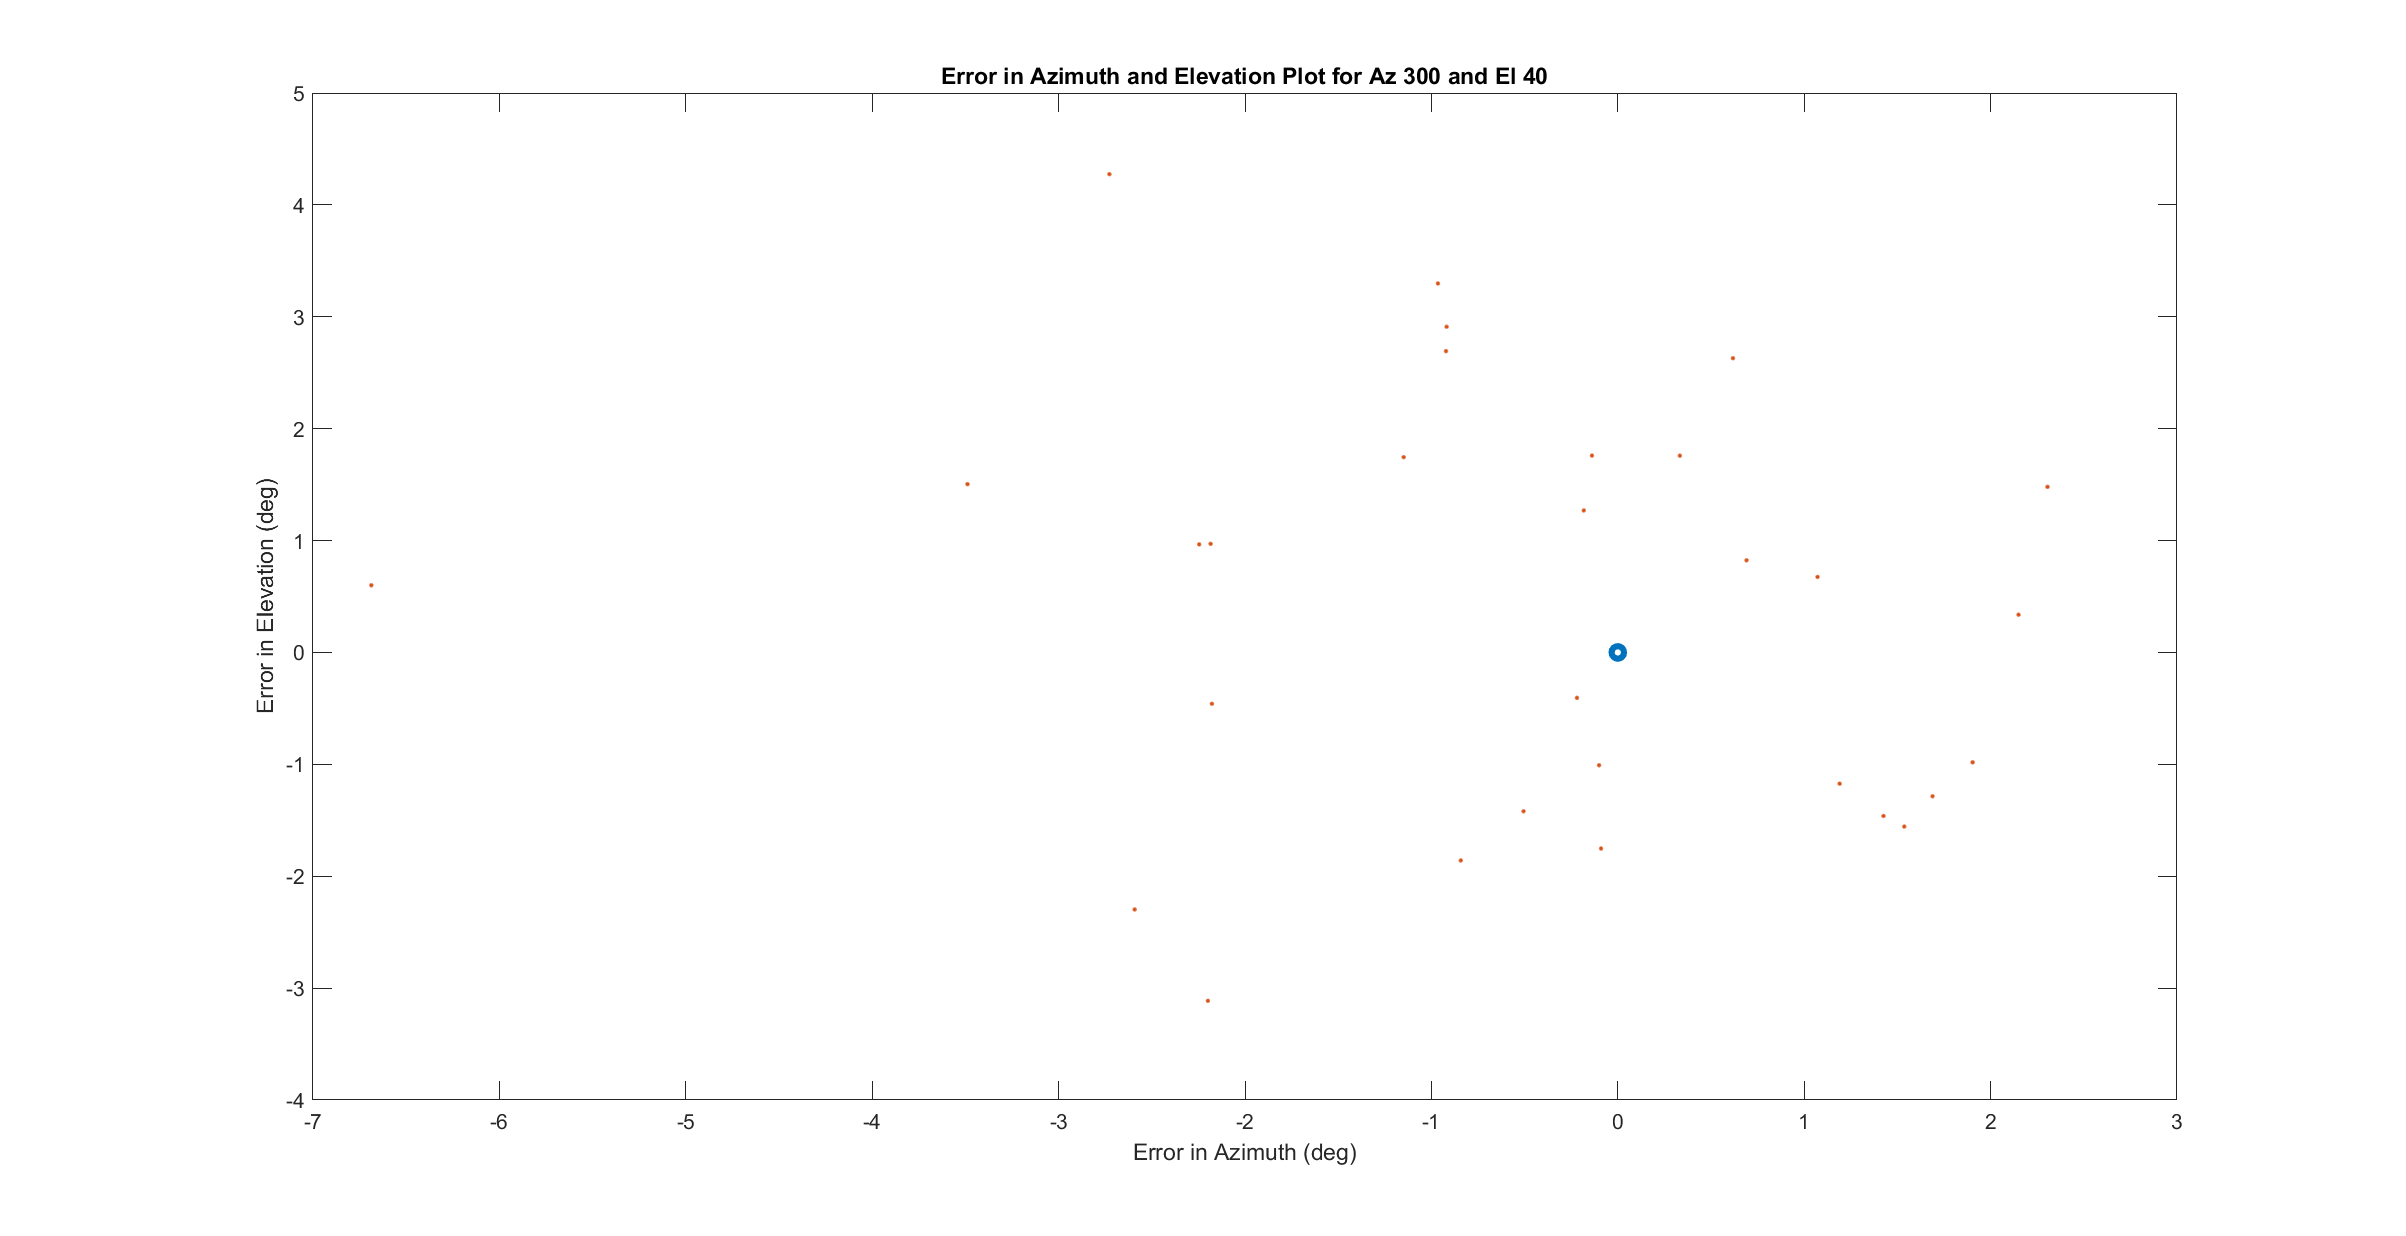 Error in Azimuth and Elevation Plot for Az 300 and El 40
5
4
3
2
1
0
-1
-2
-3
-4
Error in Elevation (deg)
-7 -6 -5 -4 -3 -2 -1 0 1 2 3
Error in Azimuth (deg)